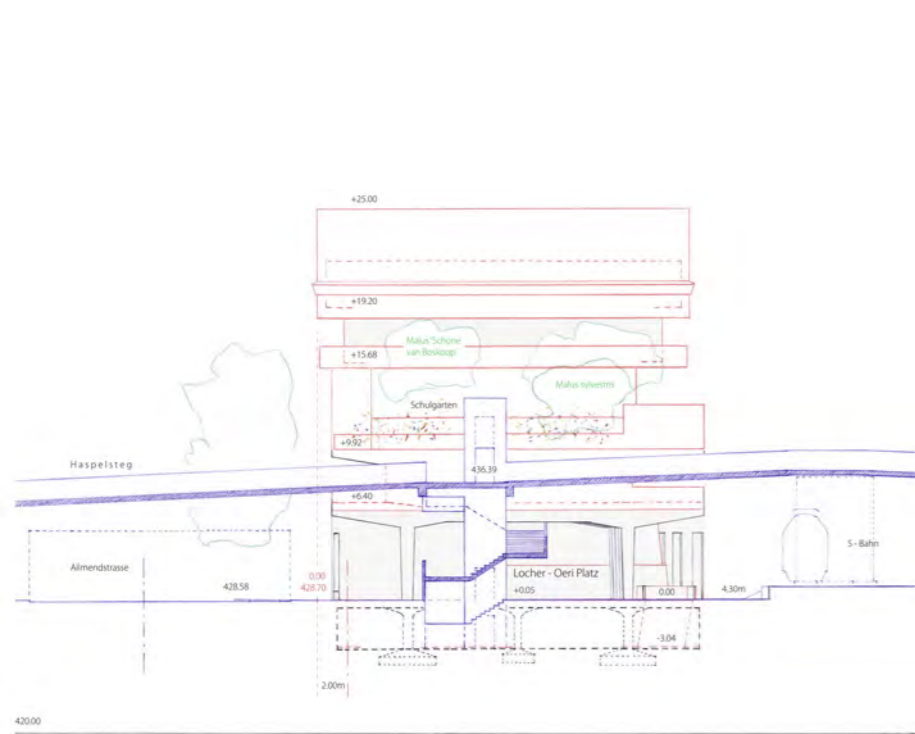 +25.00
+19.20
Malus'Schöne
van Boskoop'
+15.68
Malus sylvestris
Schulgarten
+9.92
Haspelsteg
436.39
+6.40
S - Bahn
Allmendstrasse
0.00
428.70
428.58
Locher - Oeri Platz
+0.05
0.00
4.30m
-3.04
2.00m
420.00